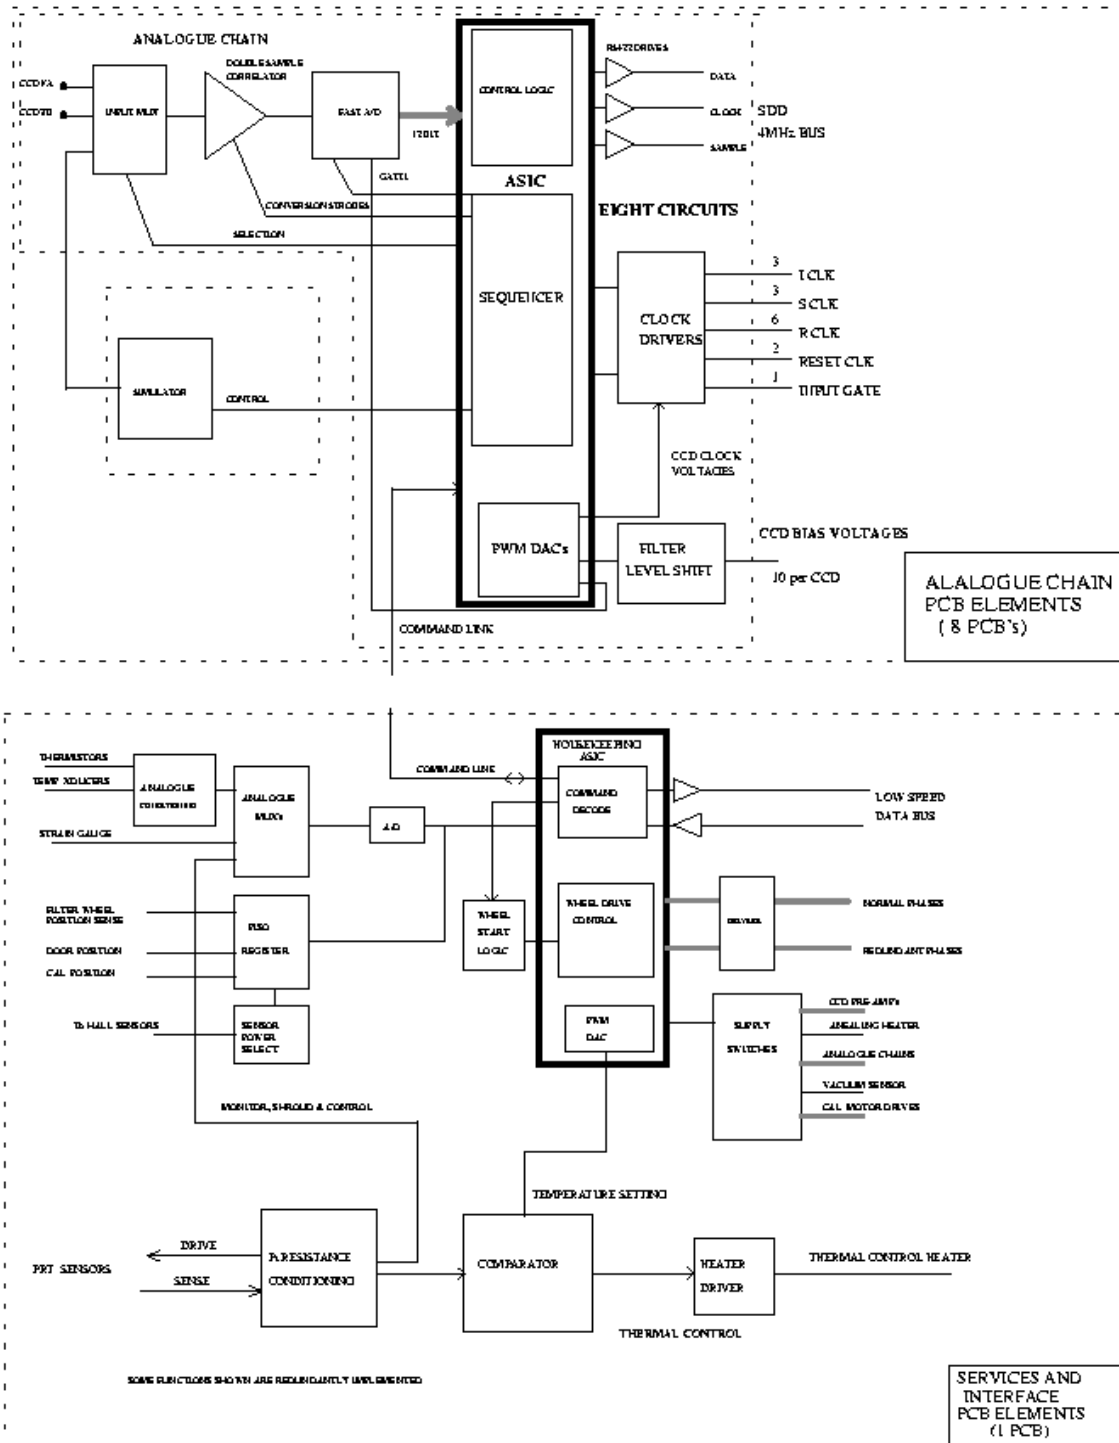 ANALOGUE CHAIN
DOUBLE SAMPLE
CORRELATOR
INPUT MUX
FAST A/D
12 BIT
CONTROL LOGIC
RS422 DRIVES
DATA
CLOCK
SAMPLE
SDD
4MHz BUS
ASIC
CONVERSION STROBES
SELECTION
EIGHT CIRCUITS
SEQUENCER
CLOCK
DRIVERS
3
I CLK
3
S CLK
6
R CLK
2
RESET CLK
1
INPUT GATE
SIMULATOR
CONTROL
CCD CLOCK
VOLTAGES
PWM DAC's
FILTER
LEVEL SHIFT
CCD BIAS VOLTAGES
10 per CCD
COMMAND LINK
ALALOGUE CHAIN
PCB ELEMENTS
( 8 PCB's)
HOUSEKEEPING
ASIC
COMMAND LINK
COMMAND
DECODE
LOW SPEED
DATA BUS
THERMISTORS
TEMP XDUCERS
ANALOGUE
CONDITIONING
ANALOGUE
MUX's
STRAIN GAUGE
A/D
FILTER WHEEL
POSITION SENSE
DOOR POSITION
CAL POSITION
PISO
REGISTER
WHEEL
START
LOGIC
WHEEL DRIVE
CONTROL
DRIVERS
NORMAL PHASES
REDUNDANT PHASES
To HALL SENSORS
SENSOR
POWER
SELECT
PWM
DAC
SUPPLY
SWITCHES
CCD PRE-AMP's
ANEALING HEATER
ANALOGUE CHAINS
VACUUM SENSOR
CAL MOTOR DRIVES
MONITOR, SHROUD & CONTROL
TEMPERATURE SETTING
PRT SENSORS
DRIVE
SENSE
Pt RESISTANCE
CONDITIONING
COMPARATOR
HEATER
DRIVER
THERMAL CONTROL HEATER
THERMAL CONTROL
SOME FUNCTIONS SHOWN ARE REDUNDANTLY IMPLEMENTED
SERVICES AND
INTERFACE
PCB ELEMENTS
(1 PCB)